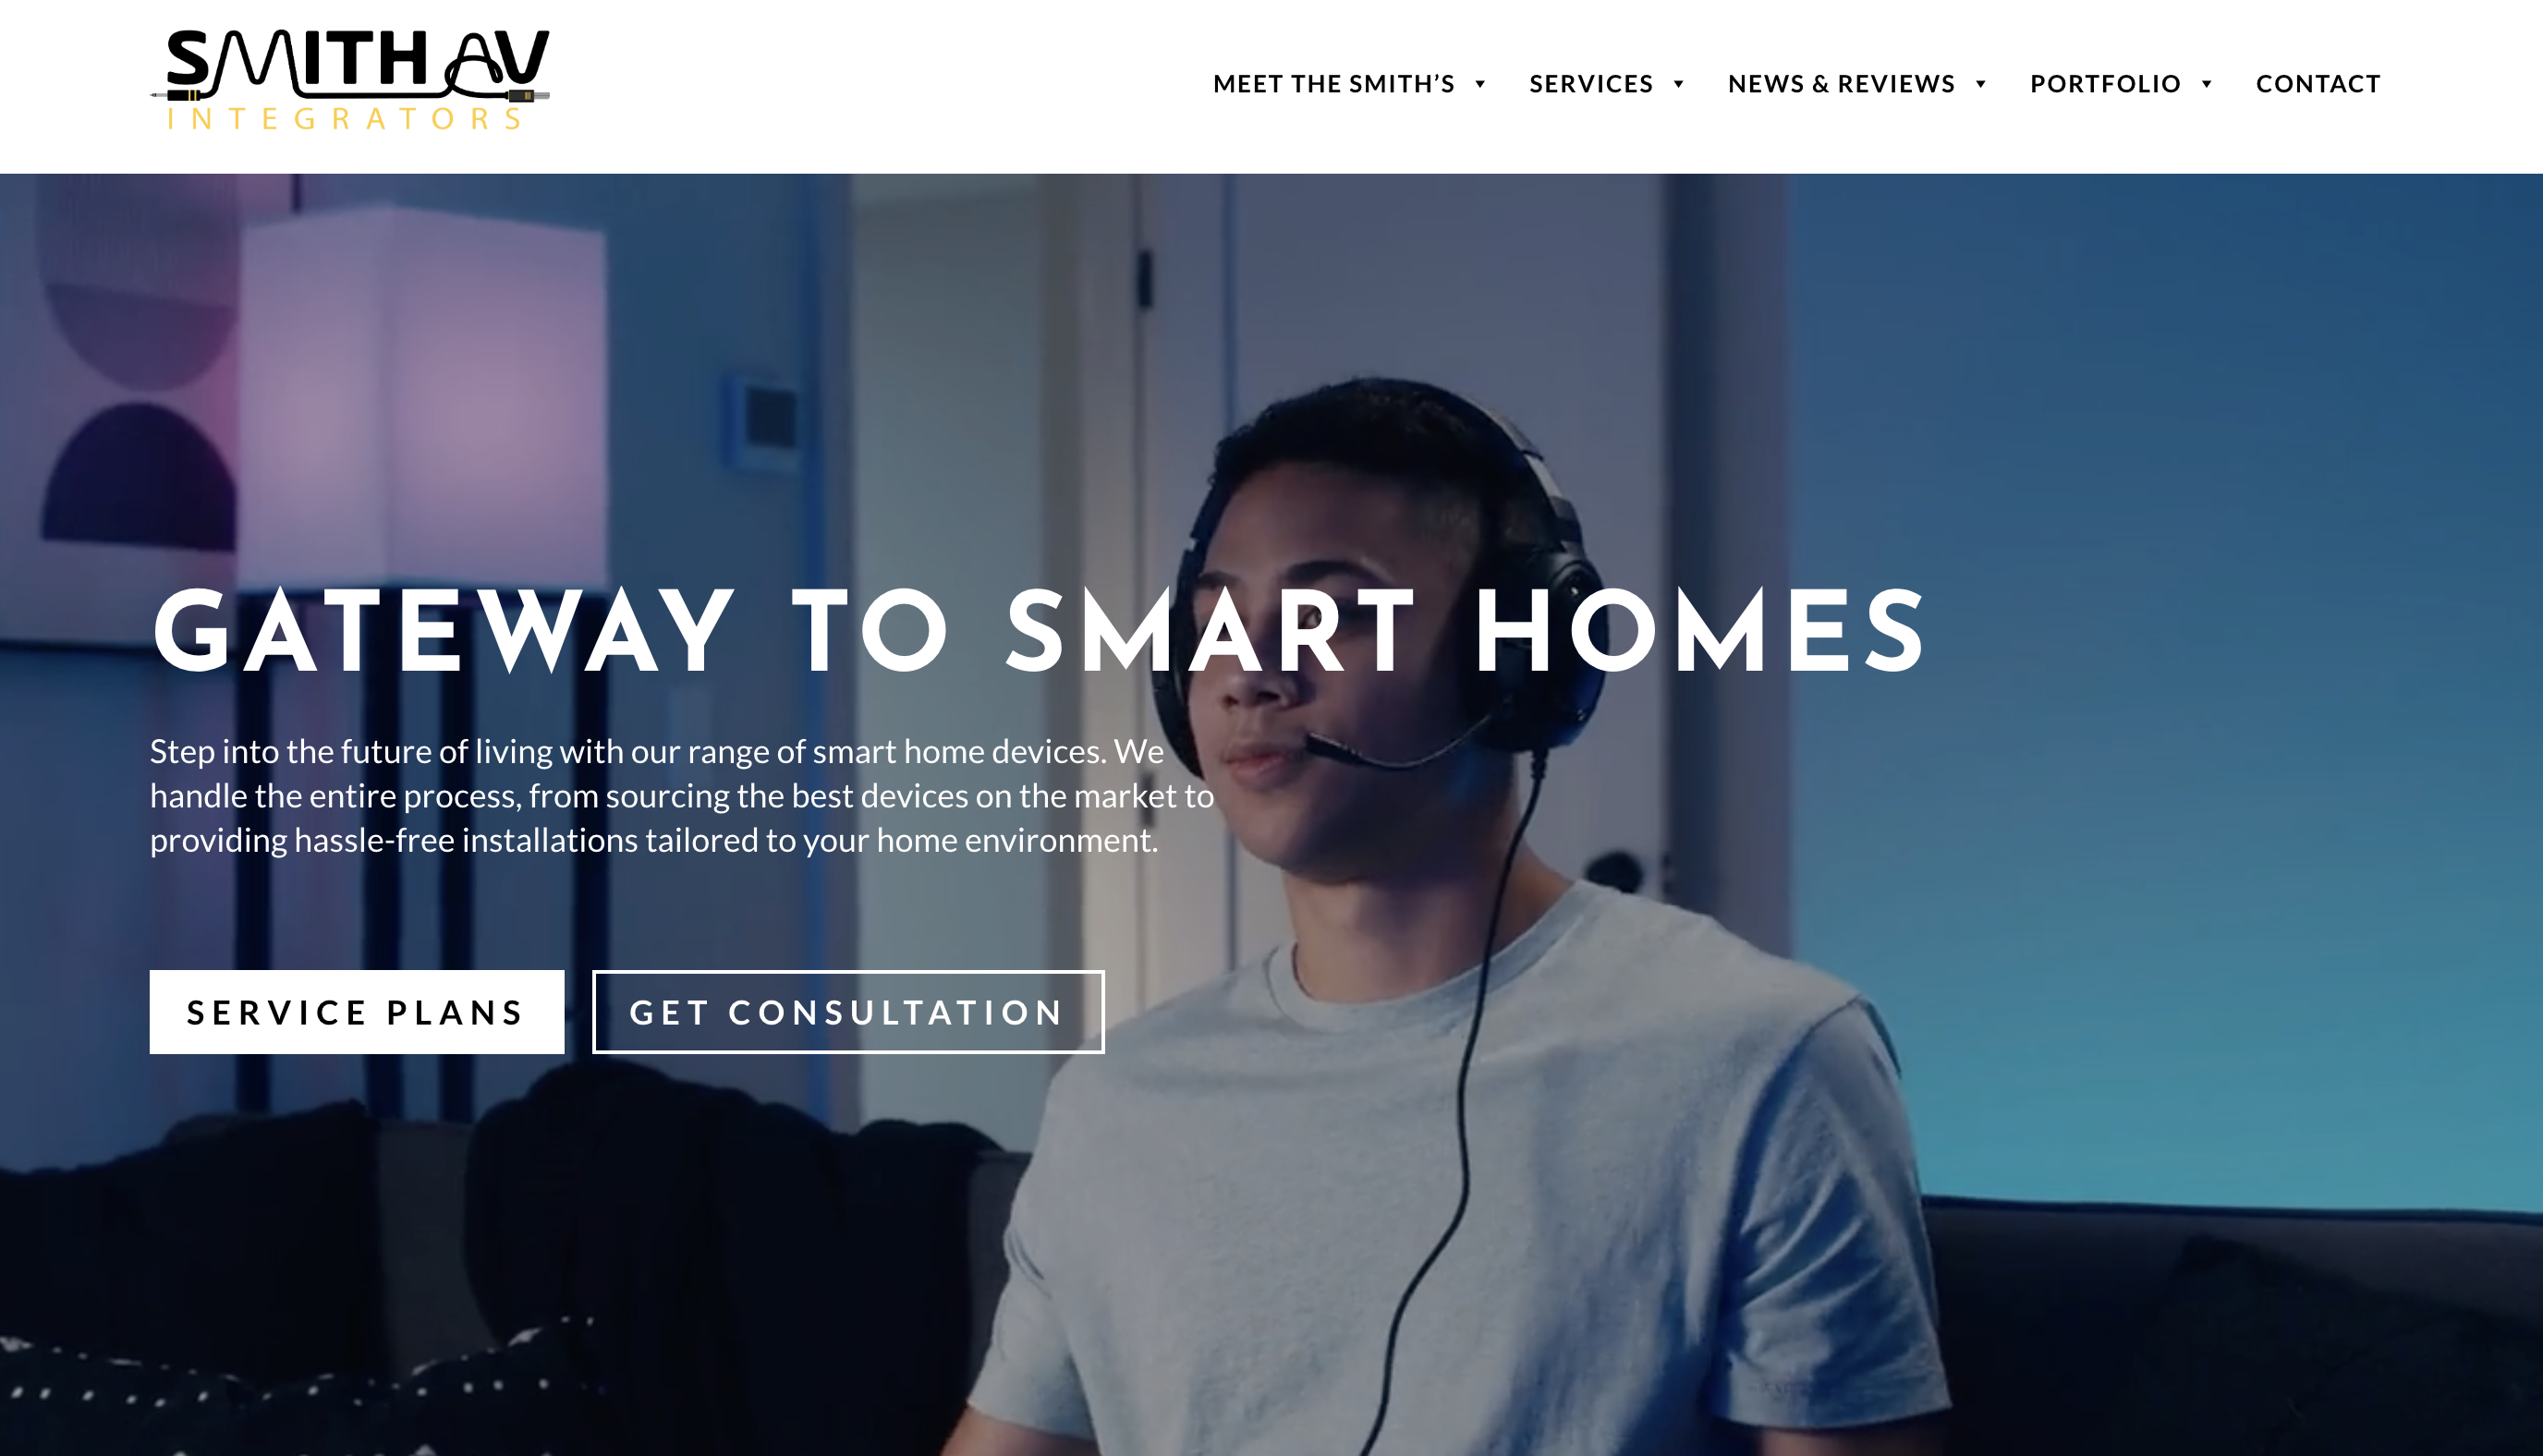 SMITH AV
INTEGRATORS
MEET THE SMITH’S SERVICES NEWS & REVIEWS PORTFOLIO CONTACT
GATEWAY TO SMART HOMES
Step into the future of living with our range of smart home devices. We
handle the entire process, from sourcing the best devices on the market to
providing hassle-free installations tailored to your home environment.
SERVICE PLANS GET CONSULTATION